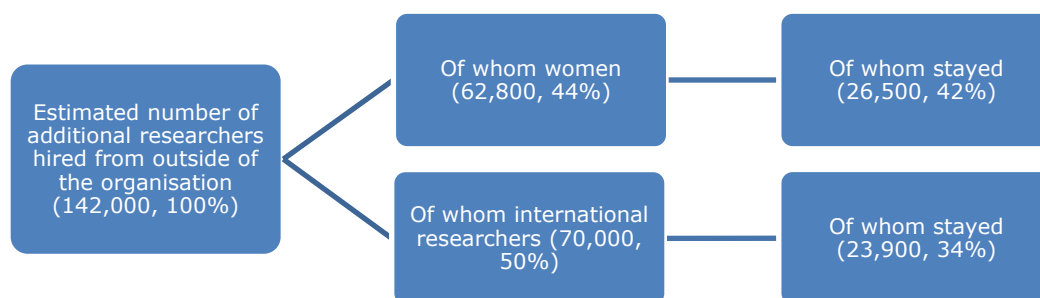 Estimated number of
additional researchers
hired from outside of
the organisation
(142,000, 100%)
Of whom women
(62,800, 44%)
Of whom stayed
(26,500, 42%)
Of whom international
researchers (70,000,
50%)
Of whom stayed
(23,900, 34%)